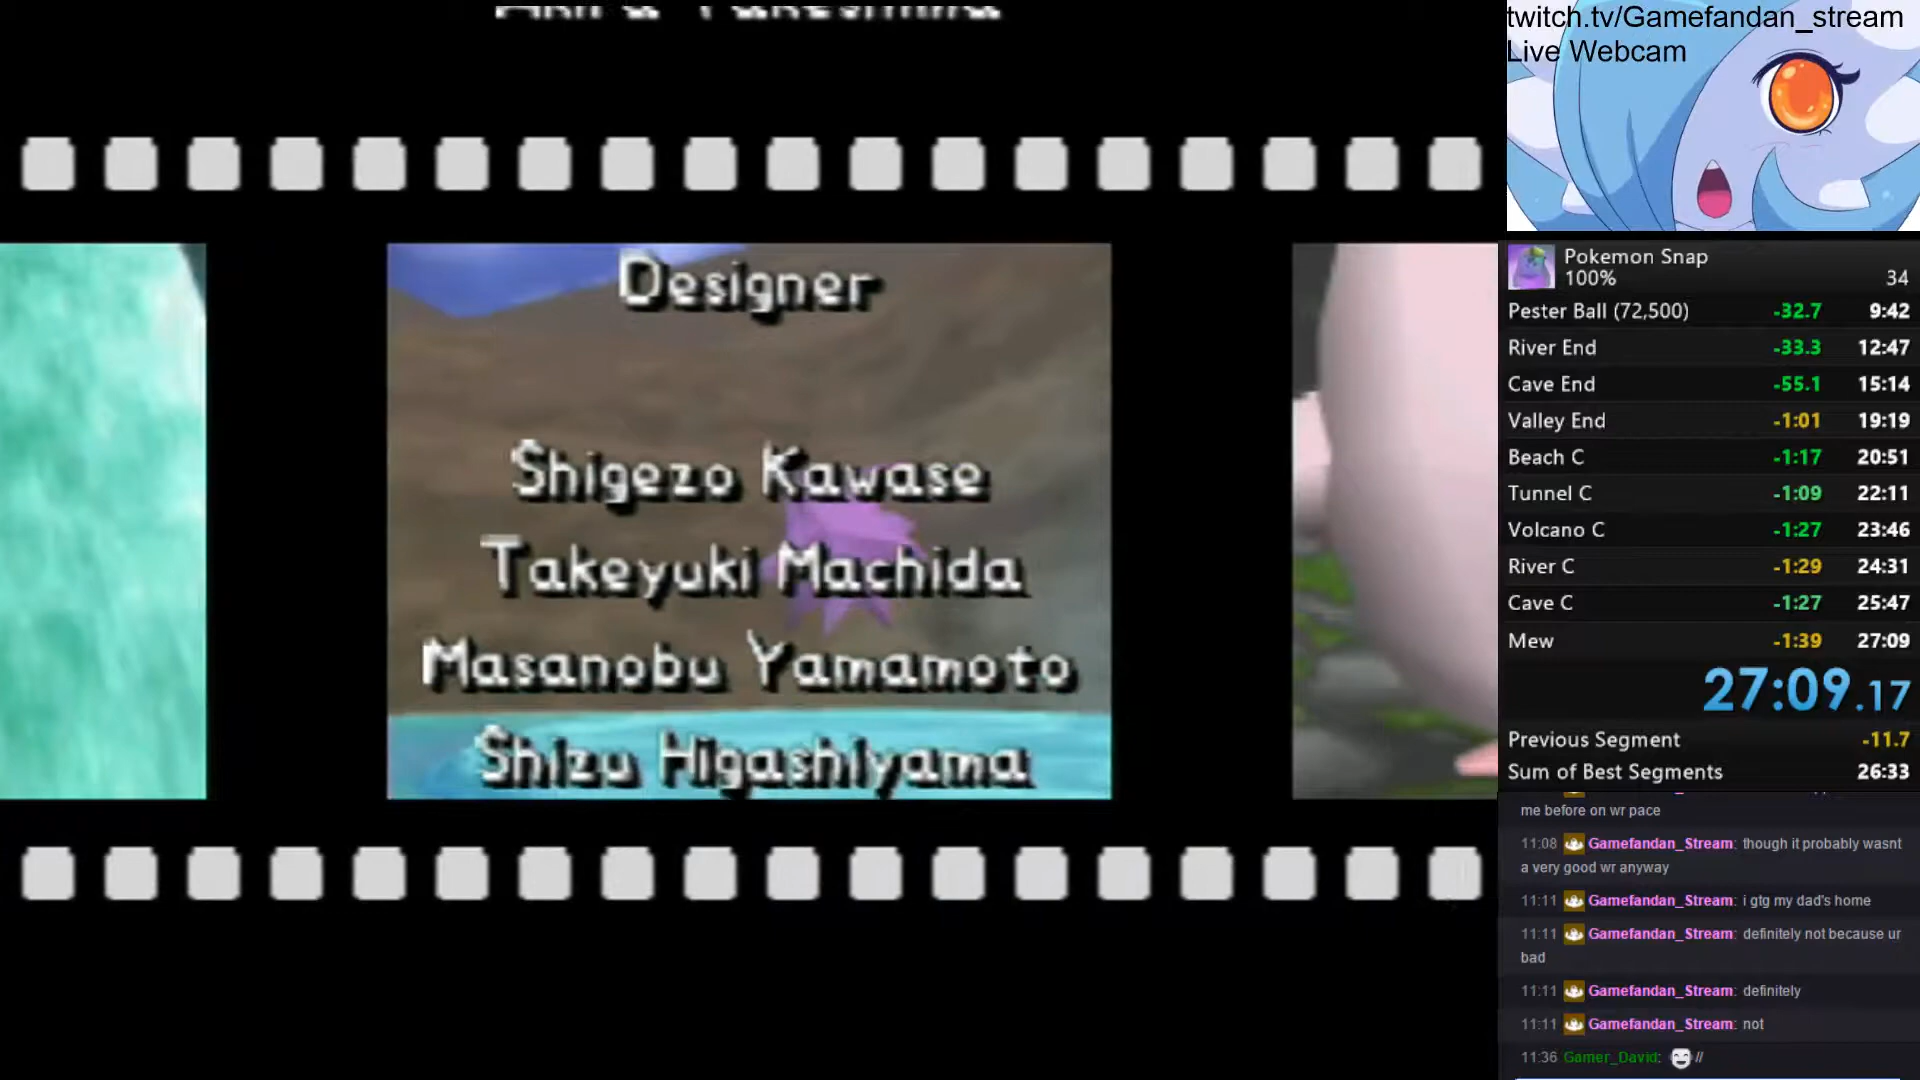 Akira Takeshima
Designer
Shigezo Kawase
Takeyuki Machida
Masanobu Yamamoto
Shizu Higashiyama
twitch.tv/Gamefandan_stream
Live Webcam
Pokemon Snap
100% 34
Pester Ball (72,500) -32.7 9:42
River End -33.3 12:47
Cave End -55.1 15:14
Valley End -1:01 19:19
Beach C -1:17 20:51
Tunnel C -1:09 22:11
Volcano C -1:27 23:46
River C -1:29 24:31
Cave C -1:27 25:47
Mew -1:39 27:09
27:09.17
Previous Segment -11.7
Sum of Best Segments 26:33
me before on wr pace
11:08 Gamefandan_Stream: though it probably wasnt
a very good wr anyway
11:11 Gamefandan_Stream: i gtg my dad's home
11:11 Gamefandan_Stream: definitely not because ur
bad
11:11 Gamefandan_Stream: definitely
11:11 Gamefandan_Stream: not
11:36 Gamer_David: //